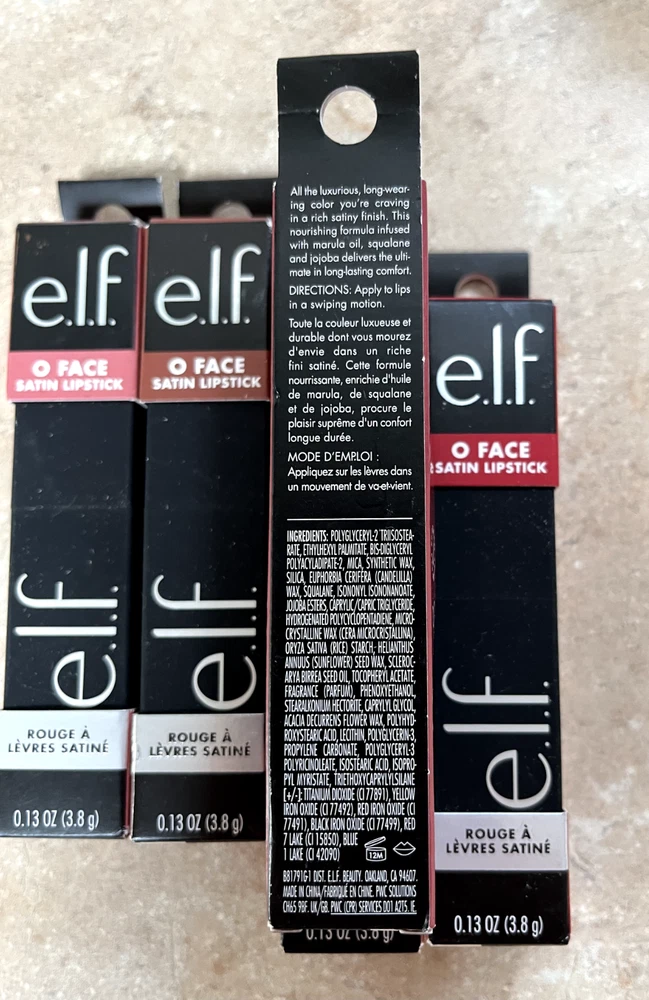 e.l.f.
O FACE
SATIN LIPSTICK
e.l.f.
ROUGE À
LÈVRES SATINÉ
0.13 OZ (3.8 g)
e.l.f.
O FACE
SATIN LIPSTICK
e.l.f.
ROUGE À
LÈVRES SATINÉ
0.13 OZ (3.8 g)
All the luxurious, long-wear-
ing color you're craving
in a rich satiny finish. This
nourishing formula infused
with marula oil, squalane
and jojoba delivers the ulti-
mate in long-lasting comfort.
DIRECTIONS: Apply to lips
in a swiping motion.
Toute la couleur luxueuse et
durable dont vous mourez
d'envie dans un riche
fini satiné. Cette formule
nourrissante, enrichie d'huile
de marula, de squalane
et de jojoba, procure le
plaisir suprême d'un confort
longue durée.
MODE D'EMPLOI :
Appliquez sur les lèvres dans
un mouvement de va-et-vient.
INGREDIENTS: POLYGLYCERYL-2 TRIISOSTEA-
RATE, ETHYLHEXYL PALMITATE, BIS-DIGLYCERYL
POLYACYLADIPATE-2, MICA, SYNTHETIC WAX,
SILICA, EUPHORBIA CERIFERA (CANDELILLA)
WAX, SQUALANE, ISONONYL ISONONANOATE,
JOJOBA ESTERS, CAPRYLIC/CAPRIC TRIGLYCERIDE,
HYDROGENATED POLYCYCLOPENTADIENE, MICRO-
CRYSTALLINE WAX (CERA MICROCRISTALLINA),
ORYZA SATIVA (RICE) STARCH, HELIANTHUS
ANNUUS (SUNFLOWER) SEED WAX, SCLEROC-
ARYA BIRREA SEED OIL, TOCOPHERYL ACETATE,
FRAGRANCE (PARFUM), PHENOXYETHANOL,
STEARALKONIUM HECTORITE, CAPRYLYL GLYCOL,
ACACIA DECURRENS FLOWER WAX, POLYHYD-
ROXYSTEARIC ACID, LECITHIN, POLYGLYCERIN-3,
PROPYLENE CARBONATE, POLYGLYCERYL-3
POLYRICINOLEATE, ISOSTEARIC ACID, ISOPRO-
PYL MYRISTATE, TRIETHOXYCAPRYLYLSILANE
[+/-]: TITANIUM DIOXIDE (CI 77891), YELLOW
IRON OXIDE (CI 77492), RED IRON OXIDE (CI
77491), BLACK IRON OXIDE (CI 77499), RED
7 LAKE (CI 15850), BLUE
1 LAKE (CI 42090)
12M
BB1791G1 DIST. E.L.F. BEAUTY. OAKLAND, CA 94607.
MADE IN CHINA/FABRIQUÉ EN CHINE. PWC SOLUTIONS
CH65 9BF. UK/GB. PWC (CPR) SERVICES D01 A2T5. IE.
0.13 OZ (3.8 g)
e.l.f.
O FACE
SATIN LIPSTICK
e.l.f.
ROUGE À
LÈVRES SATINÉ
0.13 OZ (3.8 g)